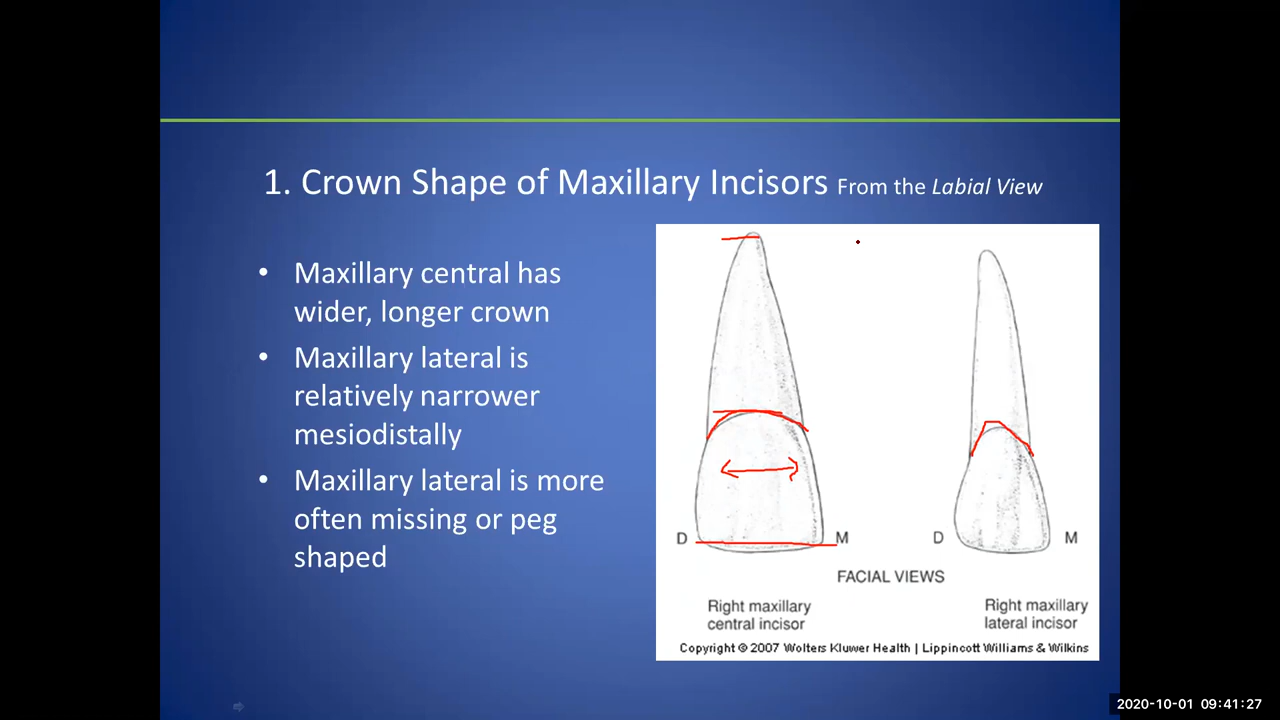 1. Crown Shape of Maxillary Incisors From the Labial View
• Maxillary central has
wider, longer crown
• Maxillary lateral is
relatively narrower
mesiodistally
• Maxillary lateral is more
often missing or peg
shaped
D M D M
FACIAL VIEWS
Right maxillary
central incisor
Right maxillary
lateral incisor
Copyright © 2007 Wolters Kluwer Health | Lippincott Williams & Wilkins
2020-10-01 09:41:27